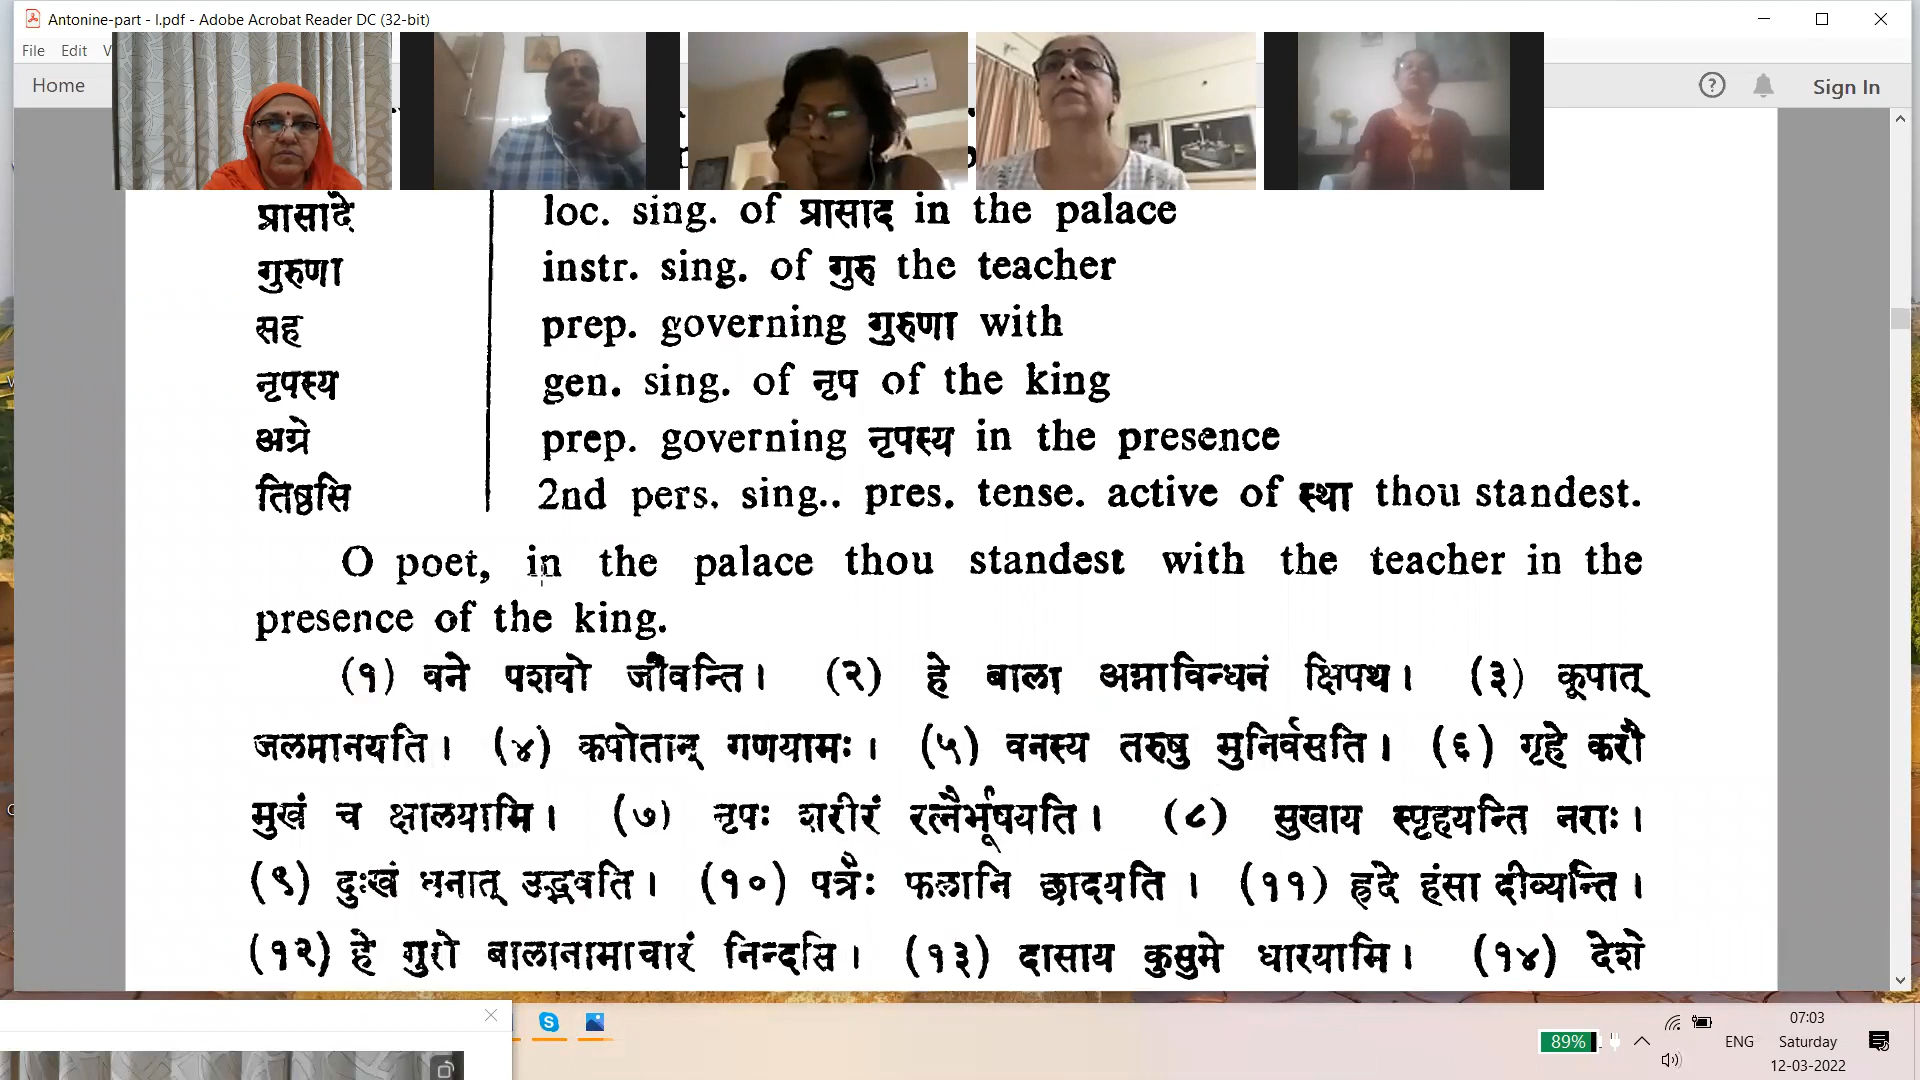 Antonine-part - I.pdf - Adobe Acrobat Reader DC (32-bit)
File Edit V
Home
Sign In
प्रासादे loc. sing. of प्रासाद in the palace
गुरुणा instr. sing. of गुरु the teacher
सह prep. governing गुरुणा with
नृपस्य gen. sing. of नृप of the king
अग्रे prep. governing नृपस्य in the presence
तिष्ठसि 2nd pers. sing.. pres. tense. active of स्था thou standest.
O poet, in the palace thou standest with the teacher in the
presence of the king.
(१) वने पशवो जीवन्ति । (२) हे बाला अग्नाविन्धनं क्षिपथ । (३) कूपात्
जलमानयति । (४) कपोतान् गणयामः । (५) वनस्य तरुषु मुनिर्वसति । (६) गृहे करौ
मुखं च क्षालयामि । (७) नृपः शरीरं रत्नैर्भूषयति । (८) सुखाय स्पृहयन्ति नराः ।
(९) दुःखं धनात् उद्भवति । (१०) पत्रैः फलानि छादयति । (११) ह्रदे हंसा दीव्यन्ति ।
(१२) हे गुरो बालानामाचारं निन्दसि । (१३) दासाय कुसुमे धारयामि । (१४) देशे
89%
ENG
07:03
Saturday
12-03-2022